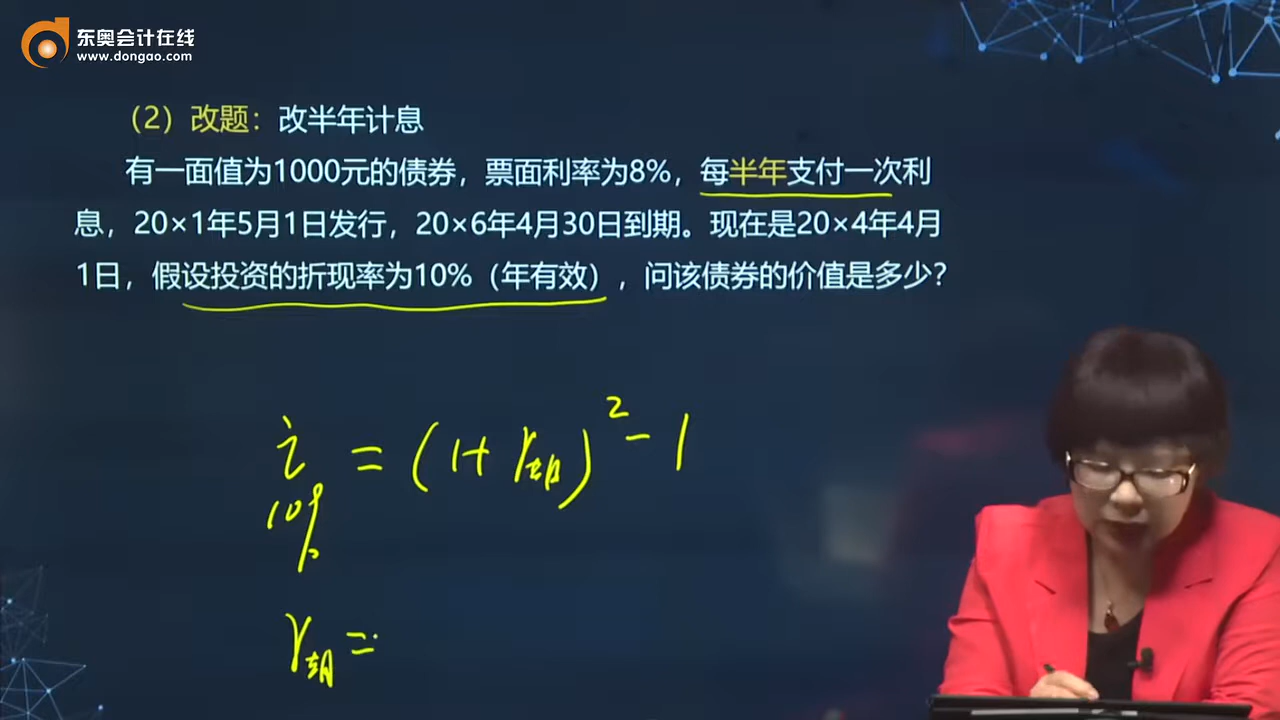 东奥会计在线
www.dongao.com
（2）改题：改半年计息
有一面值为1000元的债券，票面利率为8%，每半年支付一次利
息，20×1年5月1日发行，20×6年4月30日到期。现在是20×4年4月
1日，假设投资的折现率为10%（年有效），问该债券的价值是多少？
i = (1+r期)² - 1
10%
r期 =